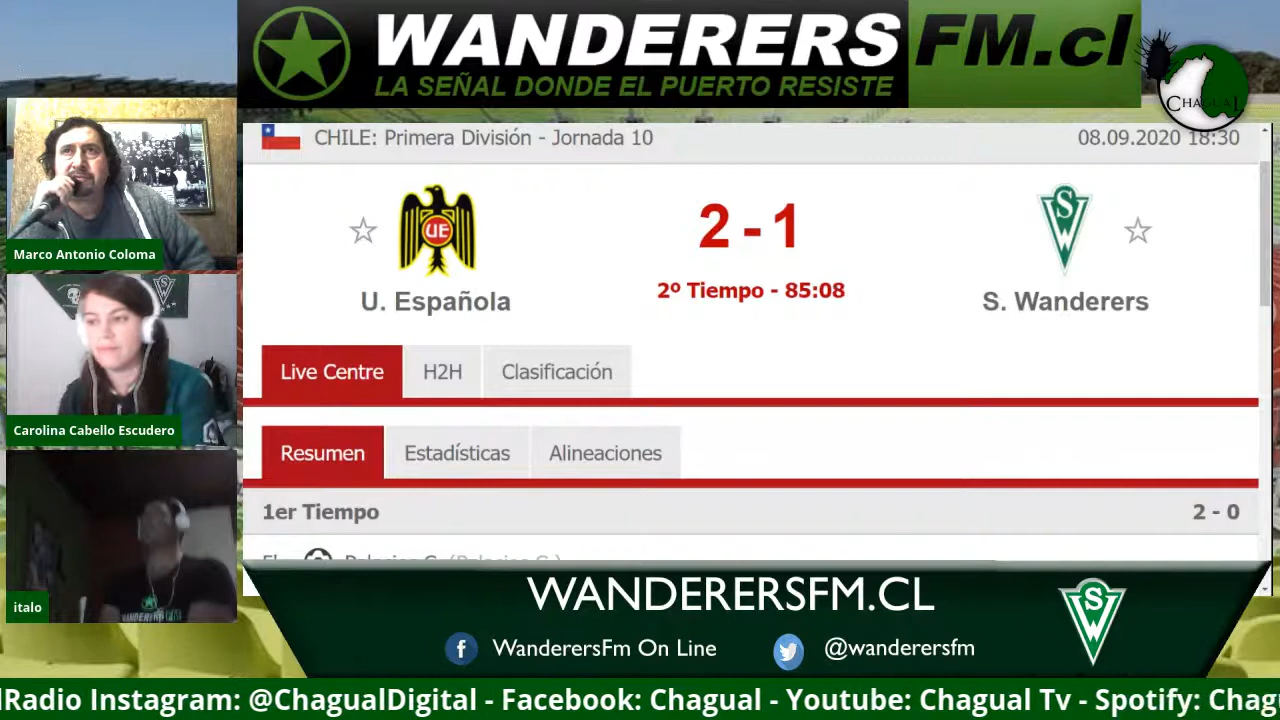 WANDERERS FM.cl
LA SEÑAL DONDE EL PUERTO RESISTE
CHAGUAL
CHILE: Primera División - Jornada 10
08.09.2020 18:30
UE
2 - 1
S
W
2º Tiempo - 85:08
U. Española
S. Wanderers
Live Centre
H2H
Clasificación
Resumen
Estadísticas
Alineaciones
1er Tiempo
2 - 0
Marco Antonio Coloma
Carolina Cabello Escudero
italo
WANDERERSFM.CL
WanderersFm On Line
@wanderersfm
S
W
dRadio Instagram: @ChagualDigital - Facebook: Chagual - Youtube: Chagual Tv - Spotify: Chagu